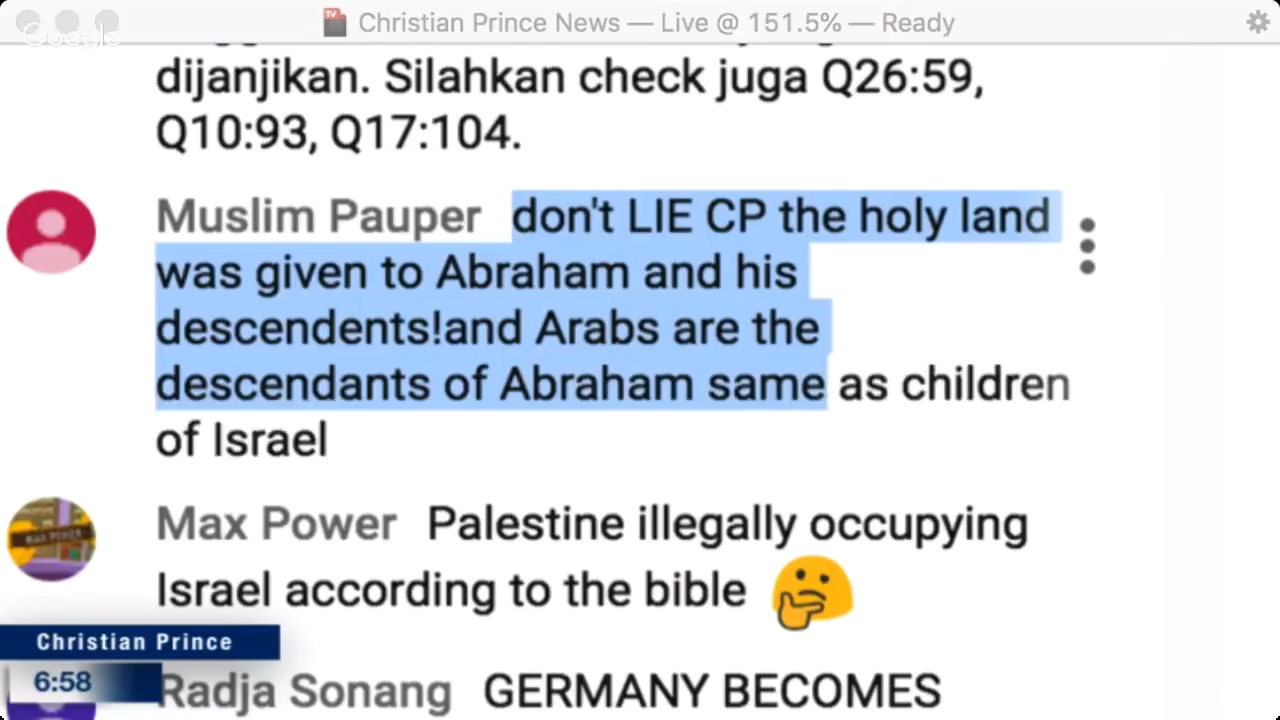 Christian Prince News — Live @ 151.5% — Ready
Google
dijanjikan. Silahkan check juga Q26:59,
Q10:93, Q17:104.
Muslim Pauper don't LIE CP the holy land
was given to Abraham and his
descendents!and Arabs are the
descendants of Abraham same as children
of Israel
Max Power Palestine illegally occupying
Israel according to the bible 🤔
Christian Prince
6:58
Radja Sonang GERMANY BECOMES